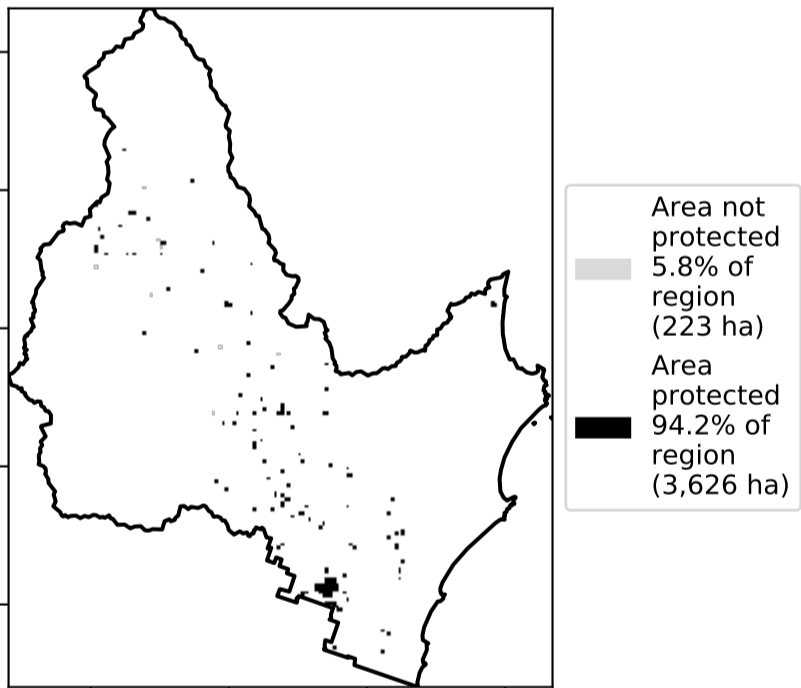 Area not
protected
5.8% of
region
(223 ha)
Area
protected
94.2% of
region
(3,626 ha)